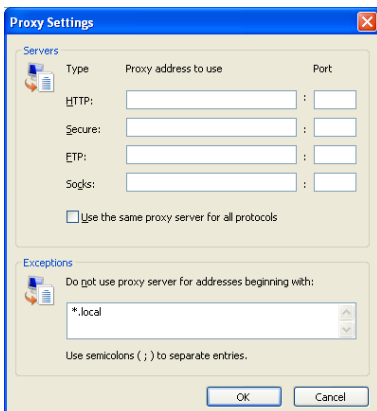 Proxy Settings
Servers
Type Proxy address to use Port
HTTP: :
Secure: :
FTP: :
Socks: :
Use the same proxy server for all protocols
Exceptions
Do not use proxy server for addresses beginning with:
*.local
Use semicolons ( ; ) to separate entries.
OK Cancel